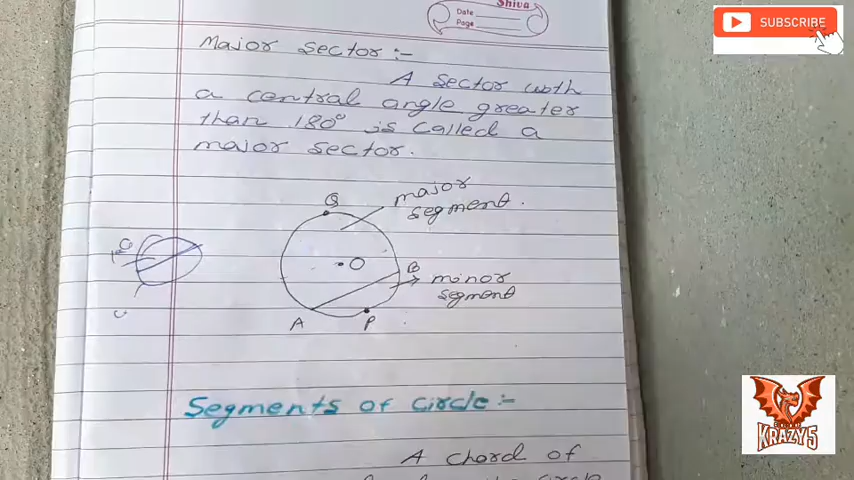 Shiva
Date
Page
SUBSCRIBE
Major sector :-
A sector with
a central angle greater
than 180° is called a
major sector.
Q
major
segment.
O
B
minor
segment
A
P
Segments of circle :-
A chord of
KRAZY5